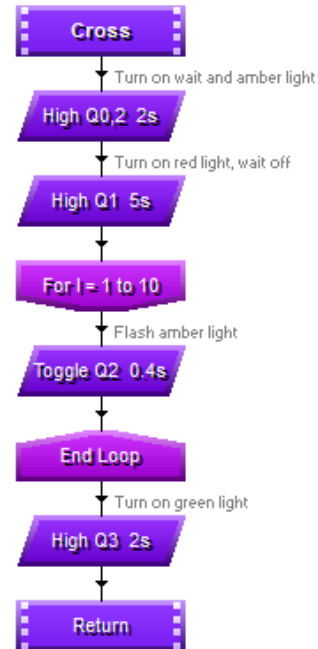 Cross
Turn on wait and amber light
High Q0,2 2s
Turn on red light, wait off
High Q1 5s
For I = 1 to 10
Flash amber light
Toggle Q2 0.4s
End Loop
Turn on green light
High Q3 2s
Return